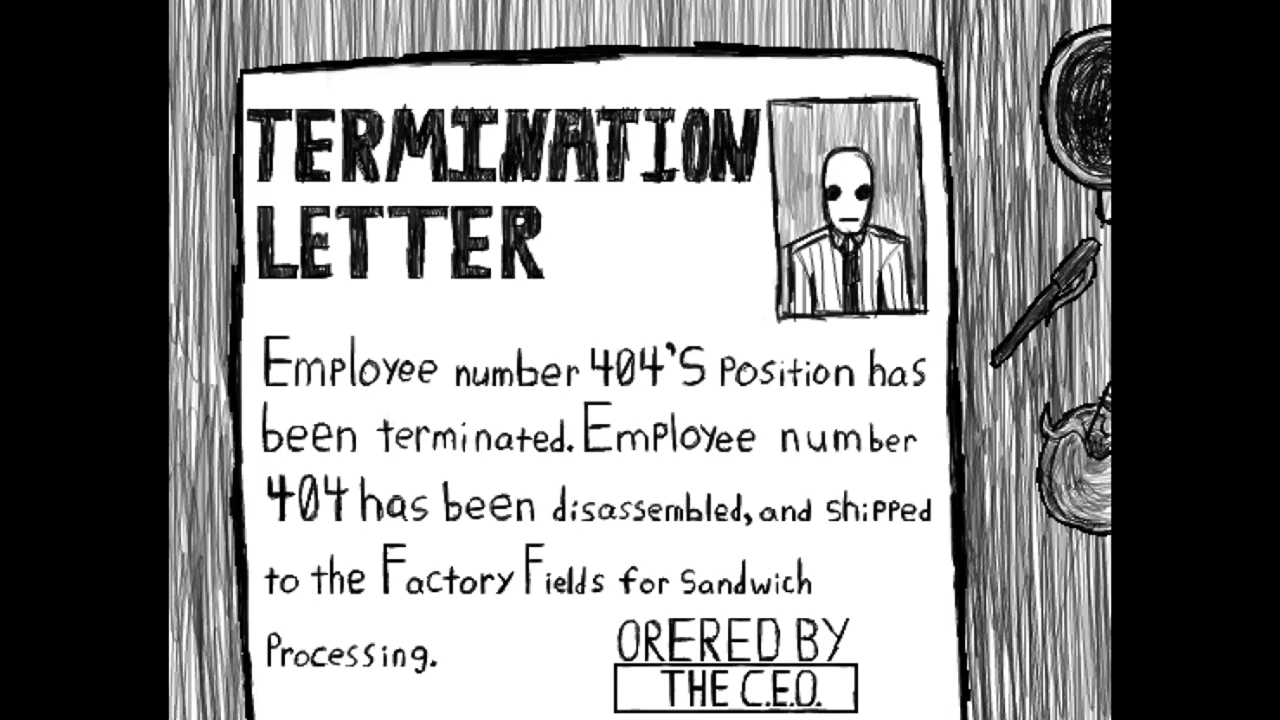 TERMINATION
LETTER
Employee number 404'S Position has
been terminated. Employee number
404 has been disassembled, and shipped
to the Factory Fields for Sandwich
Processing.
ORERED BY
THE C.E.O.